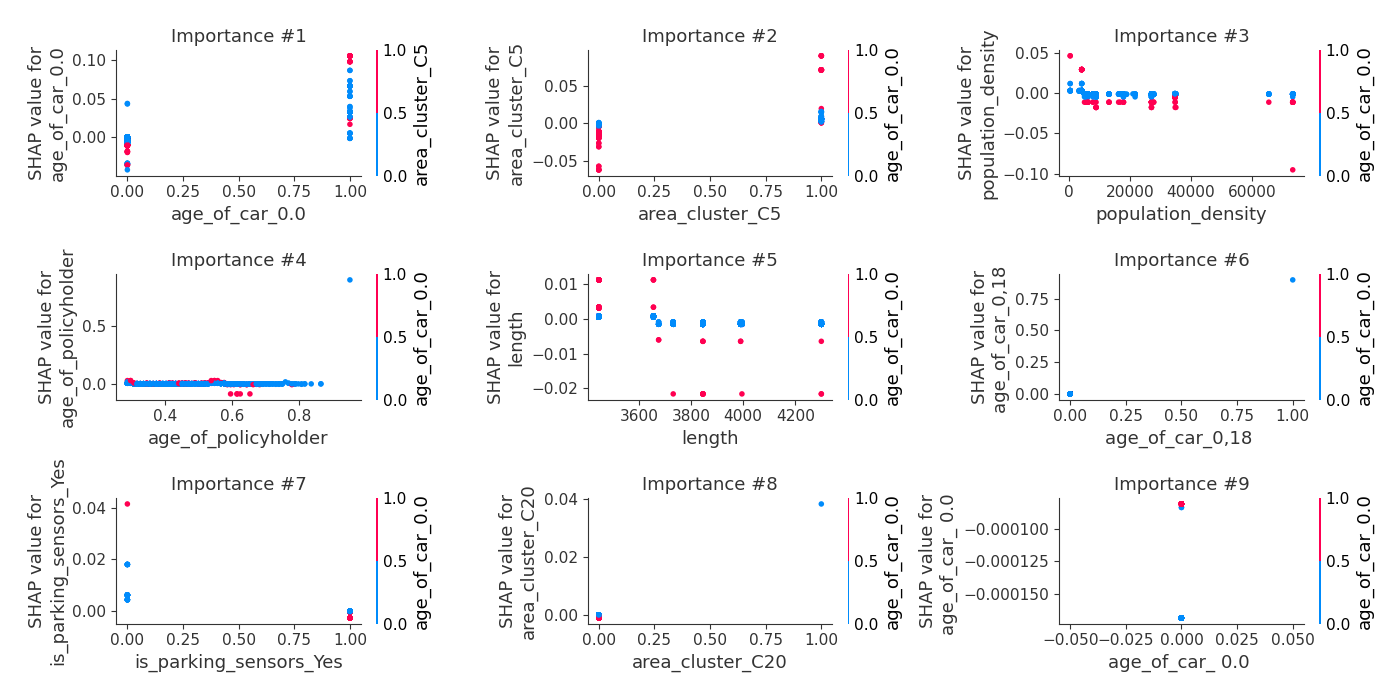 Importance #1
SHAP value for
age_of_car_0.0
0.10
0.05
0.00
0.00
0.25
0.50
0.75
1.00
age_of_car_0.0
1.0
0.5
0.0
area_cluster_C5
Importance #2
SHAP value for
area_cluster_C5
0.05
0.00
−0.05
0.00
0.25
0.50
0.75
1.00
area_cluster_C5
1.0
0.5
0.0
age_of_car_0.0
Importance #3
SHAP value for
population_density
0.05
0.00
−0.05
−0.10
0
20000
40000
60000
population_density
1.0
0.5
0.0
age_of_car_0.0
Importance #4
SHAP value for
age_of_policyholder
0.5
0.0
0.4
0.6
0.8
age_of_policyholder
1.0
0.5
0.0
age_of_car_0.0
Importance #5
SHAP value for
length
0.01
0.00
−0.01
−0.02
3600
3800
4000
4200
length
1.0
0.5
0.0
age_of_car_0.0
Importance #6
SHAP value for
age_of_car_0,18
0.75
0.50
0.25
0.00
0.00
0.25
0.50
0.75
1.00
age_of_car_0,18
1.0
0.5
0.0
age_of_car_0.0
Importance #7
SHAP value for
is_parking_sensors_Yes
0.04
0.02
0.00
0.00
0.25
0.50
0.75
1.00
is_parking_sensors_Yes
1.0
0.5
0.0
age_of_car_0.0
Importance #8
SHAP value for
area_cluster_C20
0.04
0.02
0.00
0.00
0.25
0.50
0.75
1.00
area_cluster_C20
1.0
0.5
0.0
age_of_car_0.0
Importance #9
SHAP value for
age_of_car_ 0.0
−0.000100
−0.000125
−0.000150
−0.050
−0.025
0.000
0.025
0.050
age_of_car_ 0.0
1.0
0.5
0.0
age_of_car_0.0